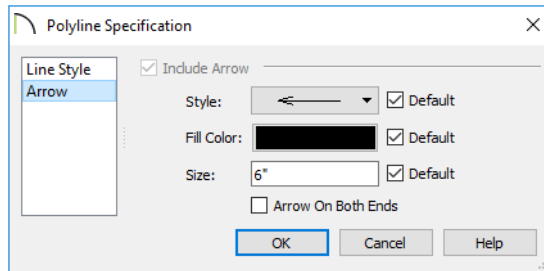 Polyline Specification
Line Style
Arrow
Include Arrow
Style:
Default
Fill Color:
Default
Size:
6"
Default
Arrow On Both Ends
OK
Cancel
Help